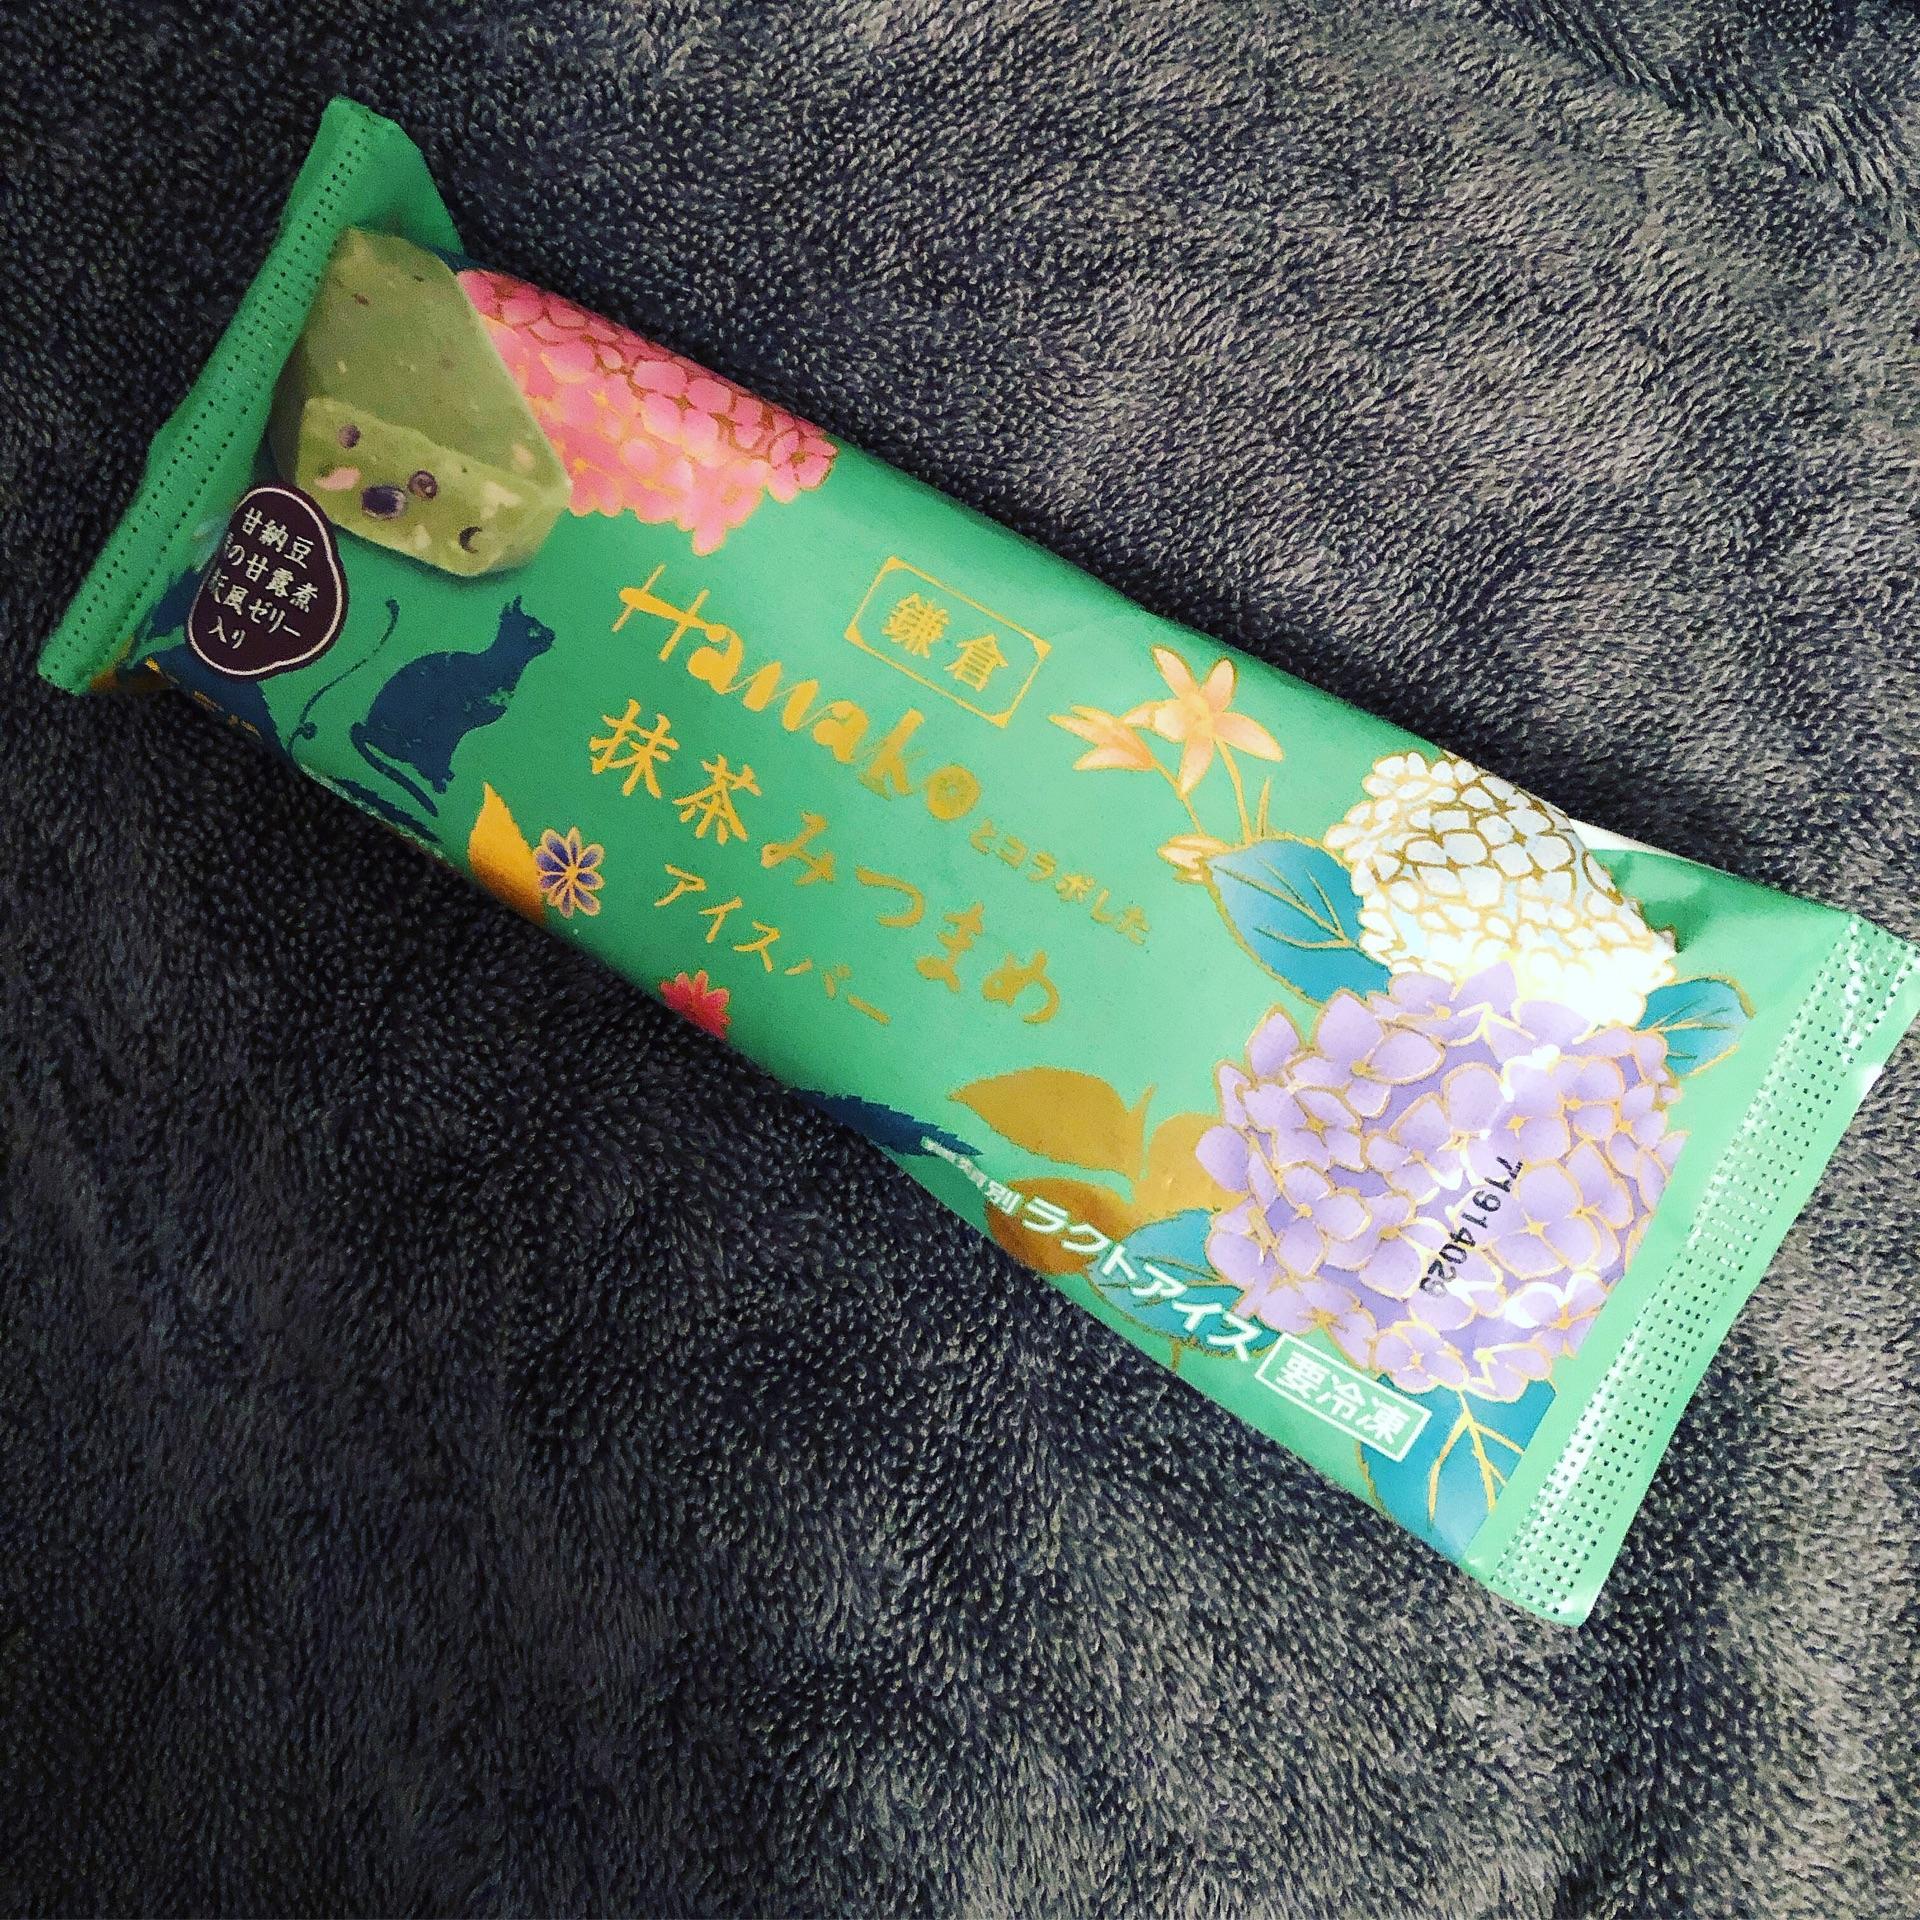 鎌倉
Hanako とコラボした
抹茶みつまめ
アイスバー
甘納豆
の甘露煮
風ゼリー
入り
別 ラクトアイス 要冷凍
71914029